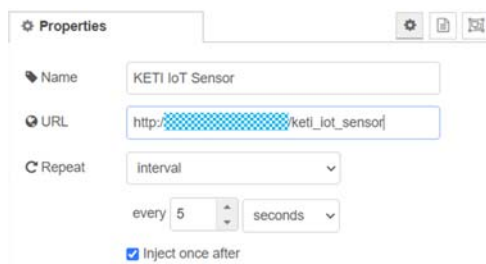 Properties
Name KETI IoT Sensor
URL http:/ /keti_iot_sensor
Repeat interval
every 5 seconds
Inject once after